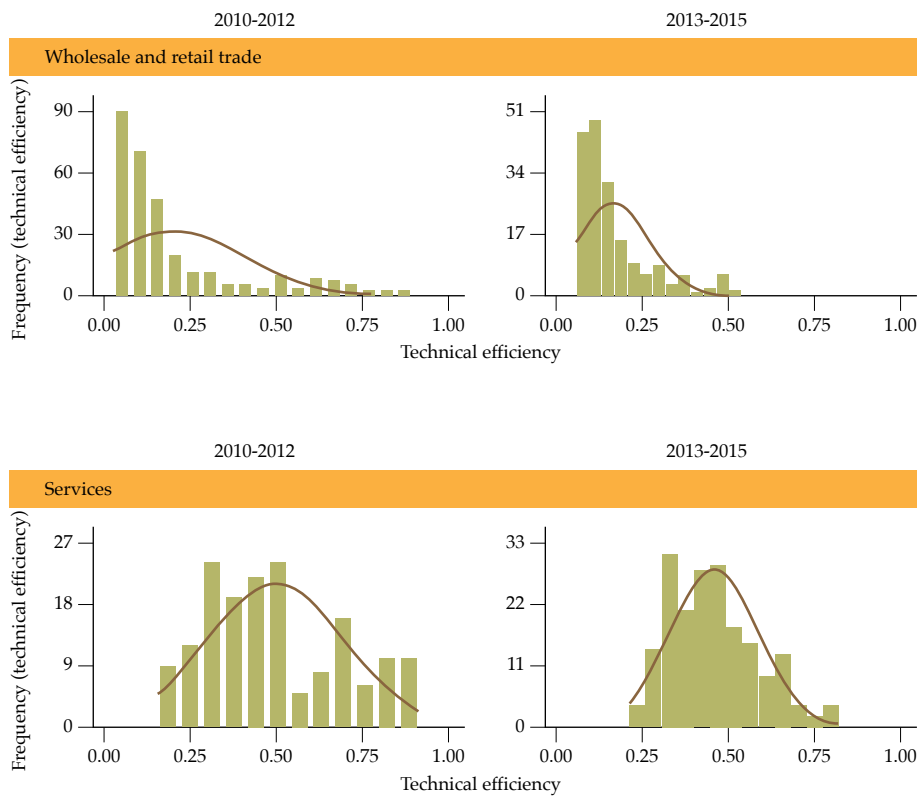 2010-2012
2013-2015
Wholesale and retail trade
Frequency (technical efficiency)
90
60
30
0
0.00 0.25 0.50 0.75 1.00
51
34
17
0
0.00 0.25 0.50 0.75 1.00
Technical efficiency
2010-2012
2013-2015
Services
Frequency (technical efficiency)
27
18
9
0
0.00 0.25 0.50 0.75 1.00
33
22
11
0
0.00 0.25 0.50 0.75 1.00
Technical efficiency